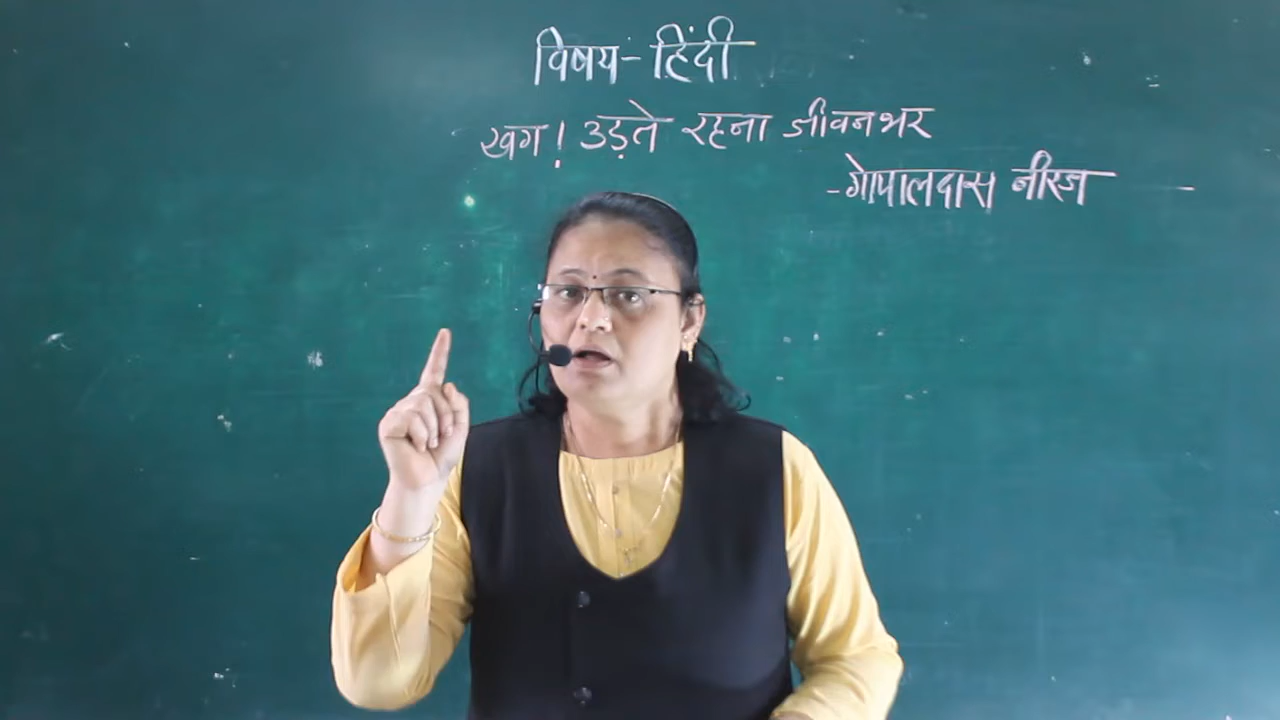 विषय- हिंदी
खग! उड़ते रहना जीवनभर
-गोपालदास नीरज